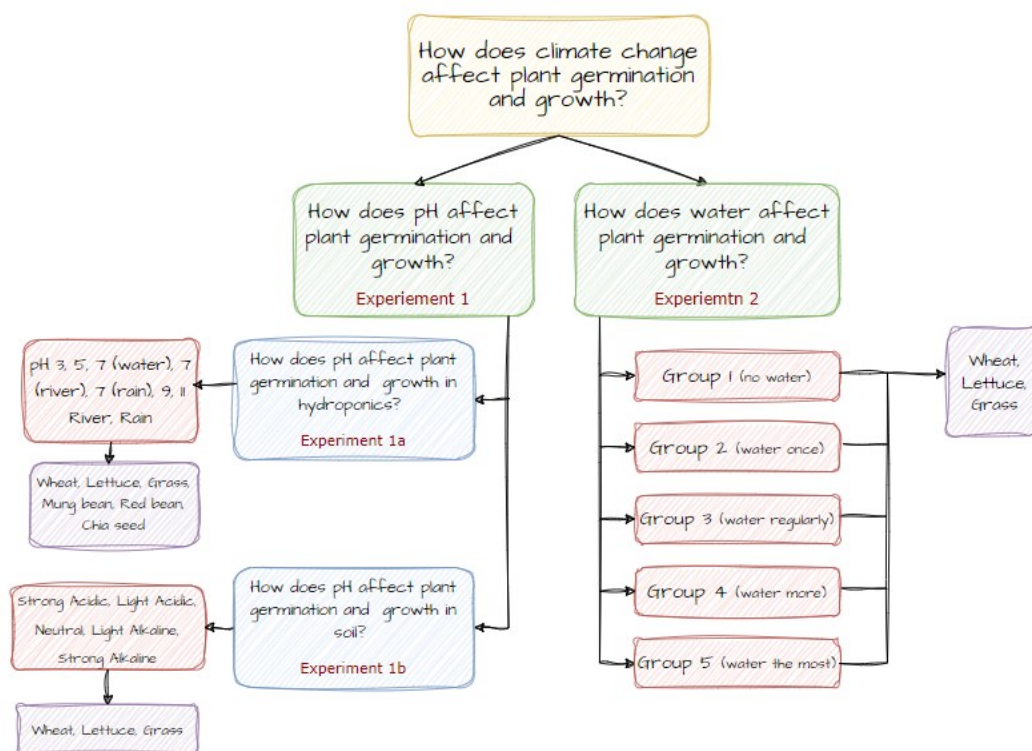 How does climate change
affect plant germination
and growth?
How does pH affect
plant germination and
growth?
Experiement 1
How does water affect
plant germination and
growth?
Experiemtn 2
pH 3, 5, 7 (water), 7
(river), 7 (rain), 9, 11
River, Rain
How does pH affect plant
germination and growth in
hydroponics?
Experiment 1a
Wheat, Lettuce, Grass,
Mung bean, Red bean,
Chia seed
Strong Acidic, Light Acidic,
Neutral, Light Alkaline,
Strong Alkaline
How does pH affect plant
germination and growth in
soil?
Experiment 1b
Wheat, Lettuce, Grass
Group 1 (no water)
Group 2 (water once)
Group 3 (water regularly)
Group 4 (water more)
Group 5 (water the most)
Wheat,
Lettuce,
Grass